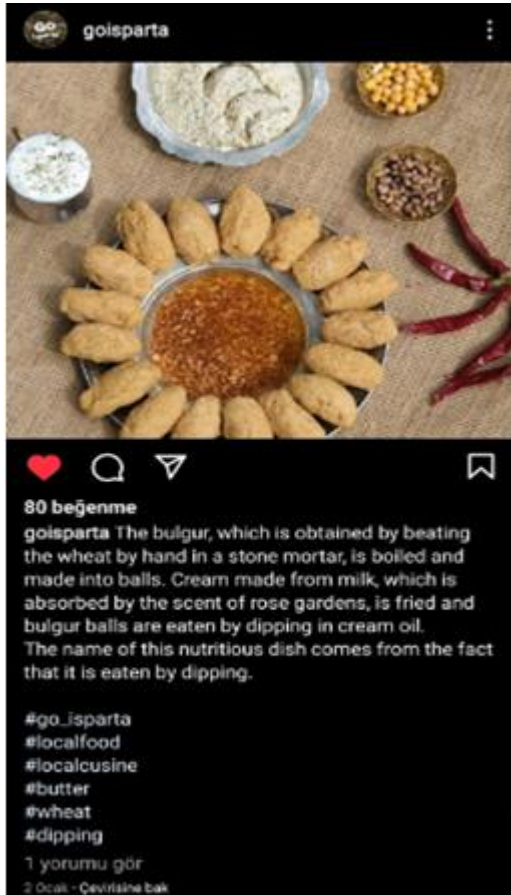 goisparta
80 beğenme
goisparta The bulgur, which is obtained by beating
the wheat by hand in a stone mortar, is boiled and
made into balls. Cream made from milk, which is
absorbed by the scent of rose gardens, is fried and
bulgur balls are eaten by dipping in cream oil.
The name of this nutritious dish comes from the fact
that it is eaten by dipping.
#go_isparta
#localfood
#localcusine
#butter
#wheat
#dipping
1 yorumu gör
2 Ocak - Çevirisine bak